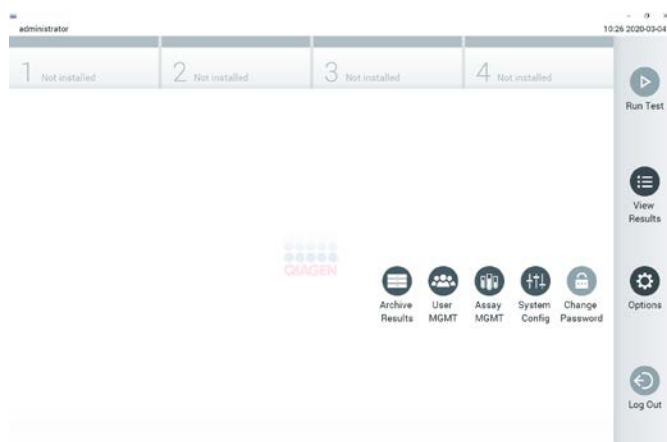 administrator
10:26 2020-03-04
1 Not installed
2 Not installed
3 Not installed
4 Not installed
Run Test
View
Results
QIAGEN
Archive
Results
User
MGMT
Assay
MGMT
System
Config
Change
Password
Options
Log Out